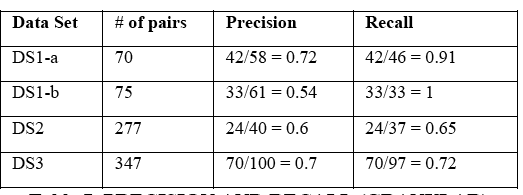 Data Set # of pairs Precision Recall
DS1-a 70 42/58 = 0.72 42/46 = 0.91
DS1-b 75 33/61 = 0.54 33/33 = 1
DS2 277 24/40 = 0.6 24/37 = 0.65
DS3 347 70/100 = 0.7 70/97 = 0.72